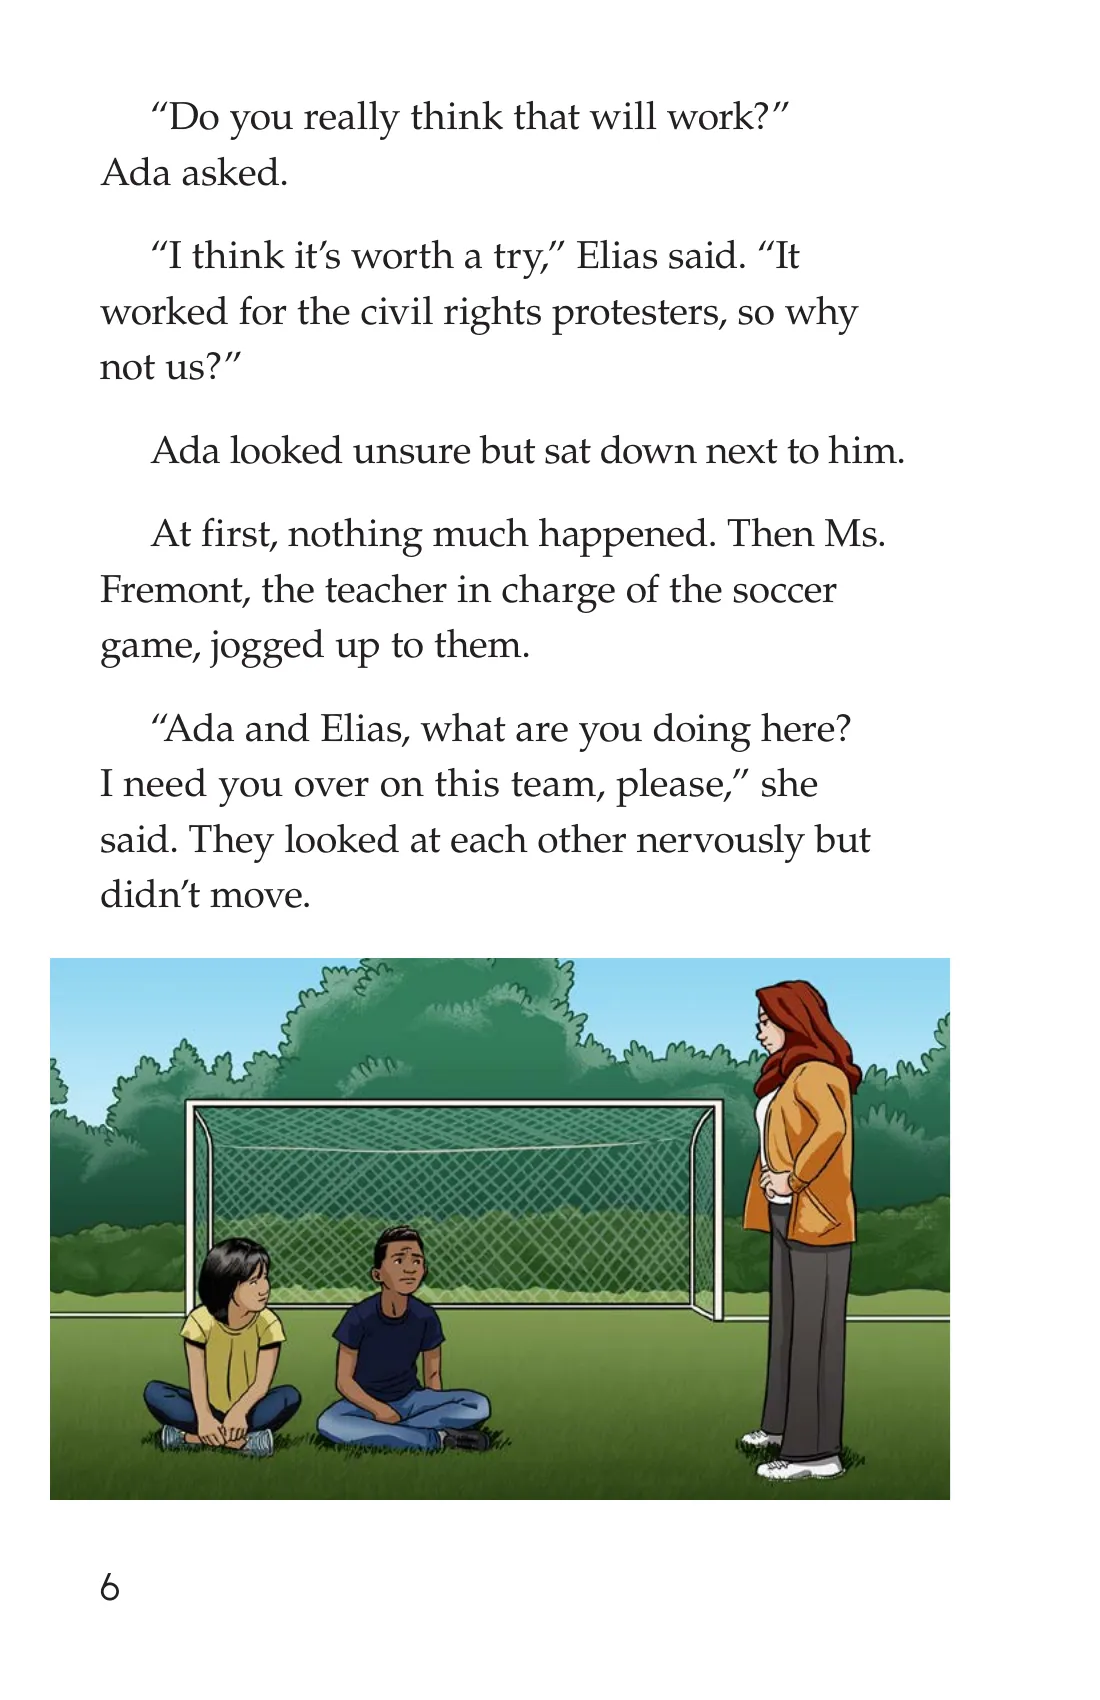 “Do you really think that will work?”
Ada asked.
“I think it’s worth a try,” Elias said. “It
worked for the civil rights protesters, so why
not us?”
Ada looked unsure but sat down next to him.
At first, nothing much happened. Then Ms.
Fremont, the teacher in charge of the soccer
game, jogged up to them.
“Ada and Elias, what are you doing here?
I need you over on this team, please,” she
said. They looked at each other nervously but
didn’t move.
6